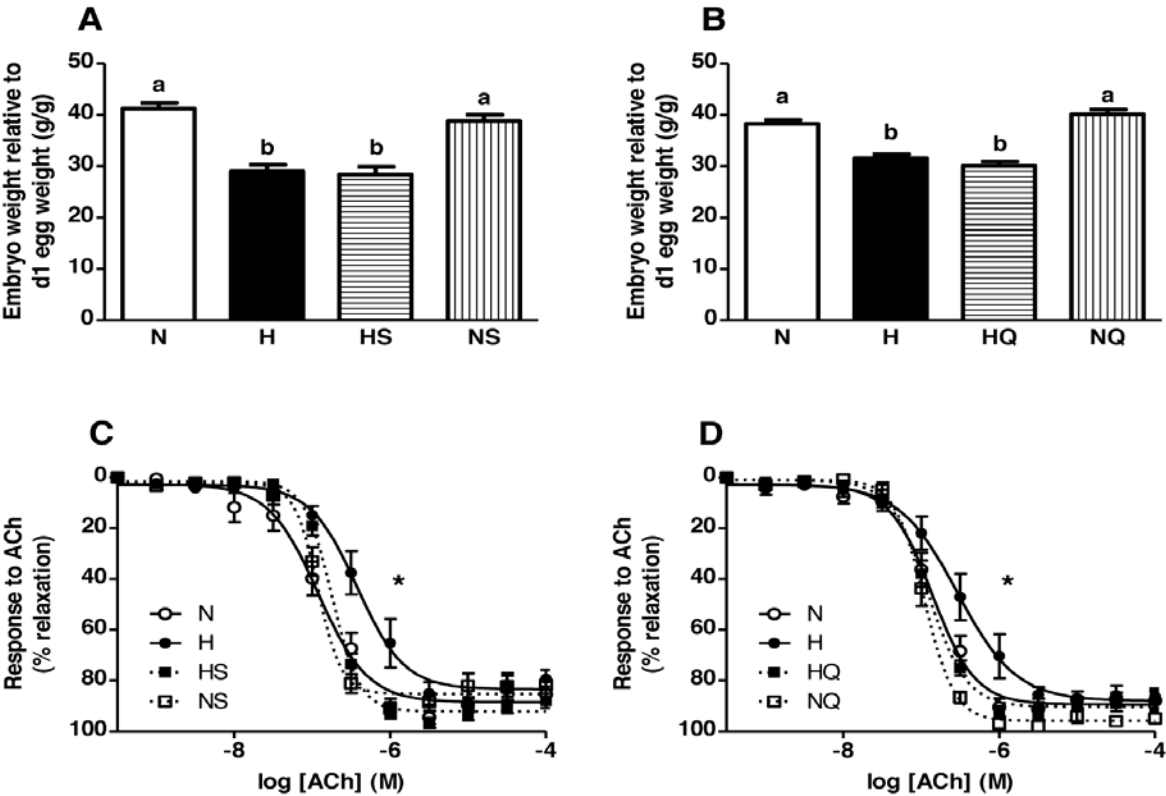 A
Embryo weight relative to
d1 egg weight (g/g)
50
40
30
20
10
0
a
b
b
a
N
H
HS
NS
B
Embryo weight relative to
d1 egg weight (g/g)
50
40
30
20
10
0
a
b
b
a
N
H
HQ
NQ
C
Response to ACh
(% relaxation)
0
20
40
60
80
100
*
N
H
HS
NS
-8
-6
-4
log [ACh] (M)
D
Response to ACh
(% relaxation)
0
20
40
60
80
100
*
N
H
HQ
NQ
-8
-6
-4
log [ACh] (M)